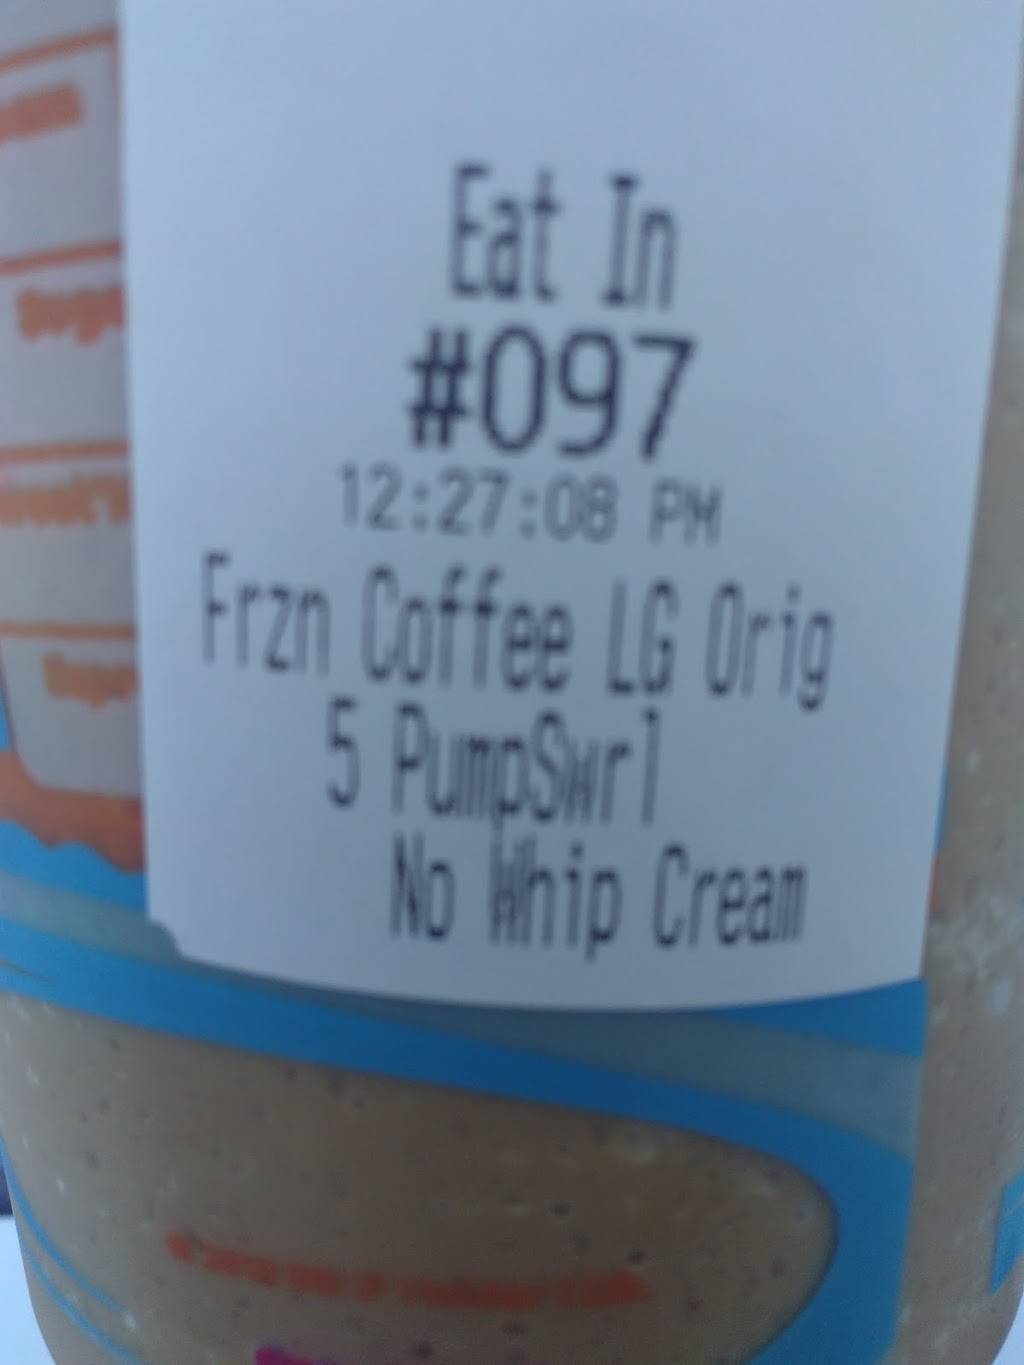 Eat In
#097
12:27:08 PM
Frzn Coffee LG Orig
5 PumpSwrl
No Whip Cream